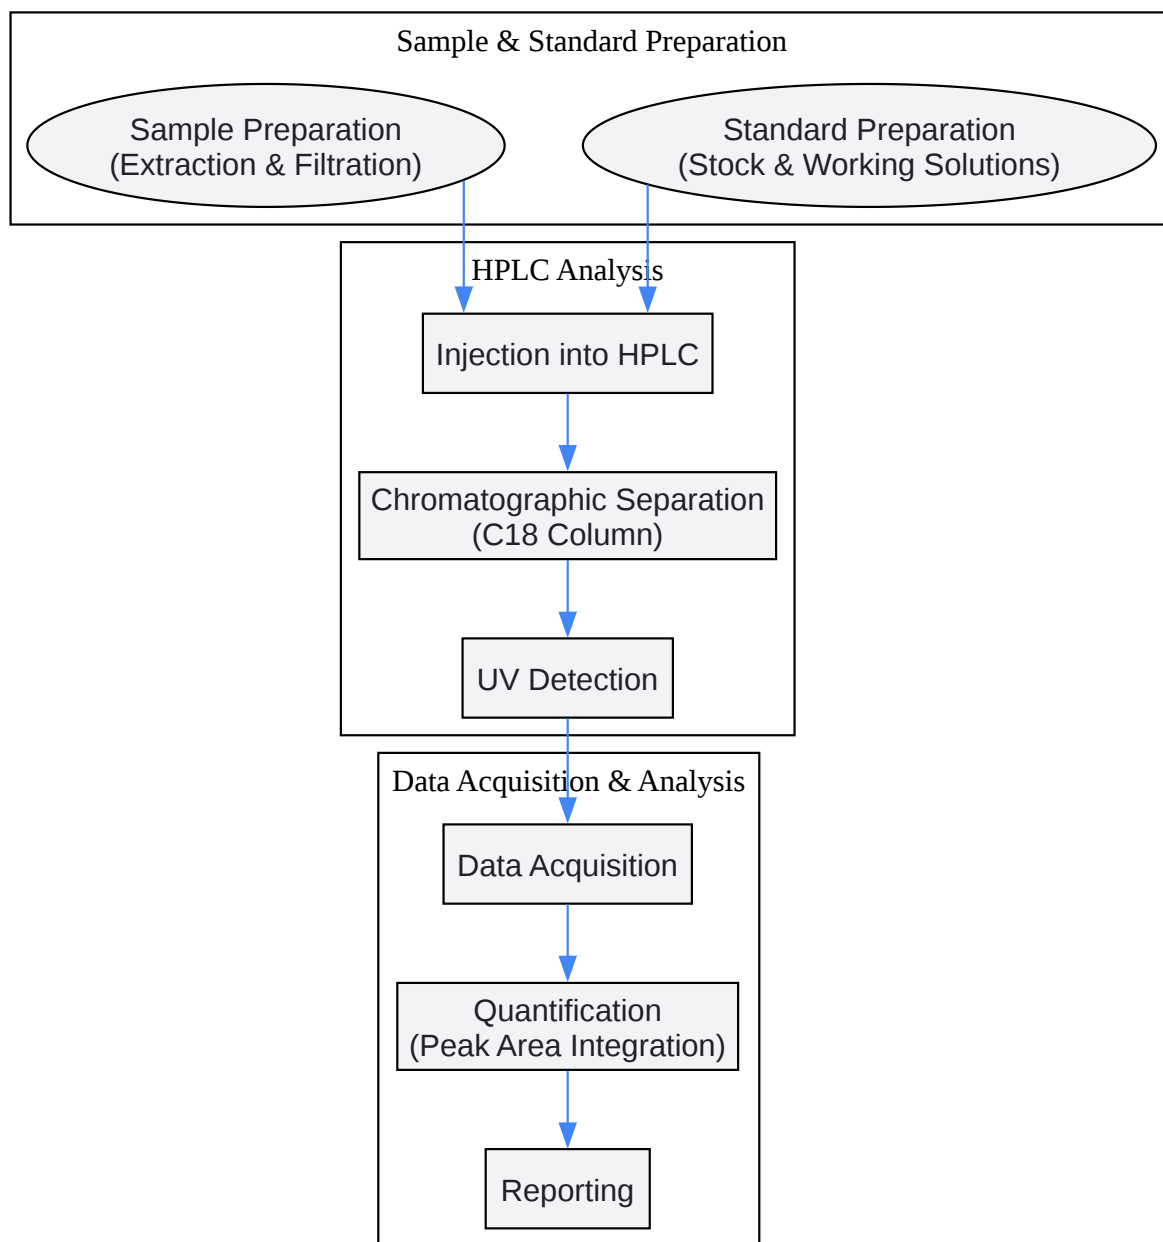 Sample & Standard Preparation
Sample Preparation
(Extraction & Filtration)
Standard Preparation
(Stock & Working Solutions)
HPLC Analysis
Injection into HPLC
Chromatographic Separation
(C18 Column)
UV Detection
Data Acquisition & Analysis
Data Acquisition
Quantification
(Peak Area Integration)
Reporting